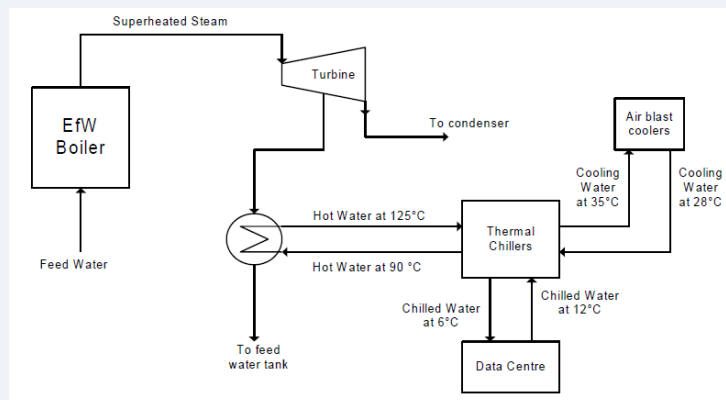 Superheated Steam
Turbine
EfW
Boiler
Air blast
coolers
To condenser
Cooling
Water
at 35°C
Cooling
Water
at 28°C
Hot Water at 125°C
Thermal
Chillers
Feed Water
Hot Water at 90 °C
Chilled Water
at 6°C
Chilled Water
at 12°C
To feed
water tank
Data Centre